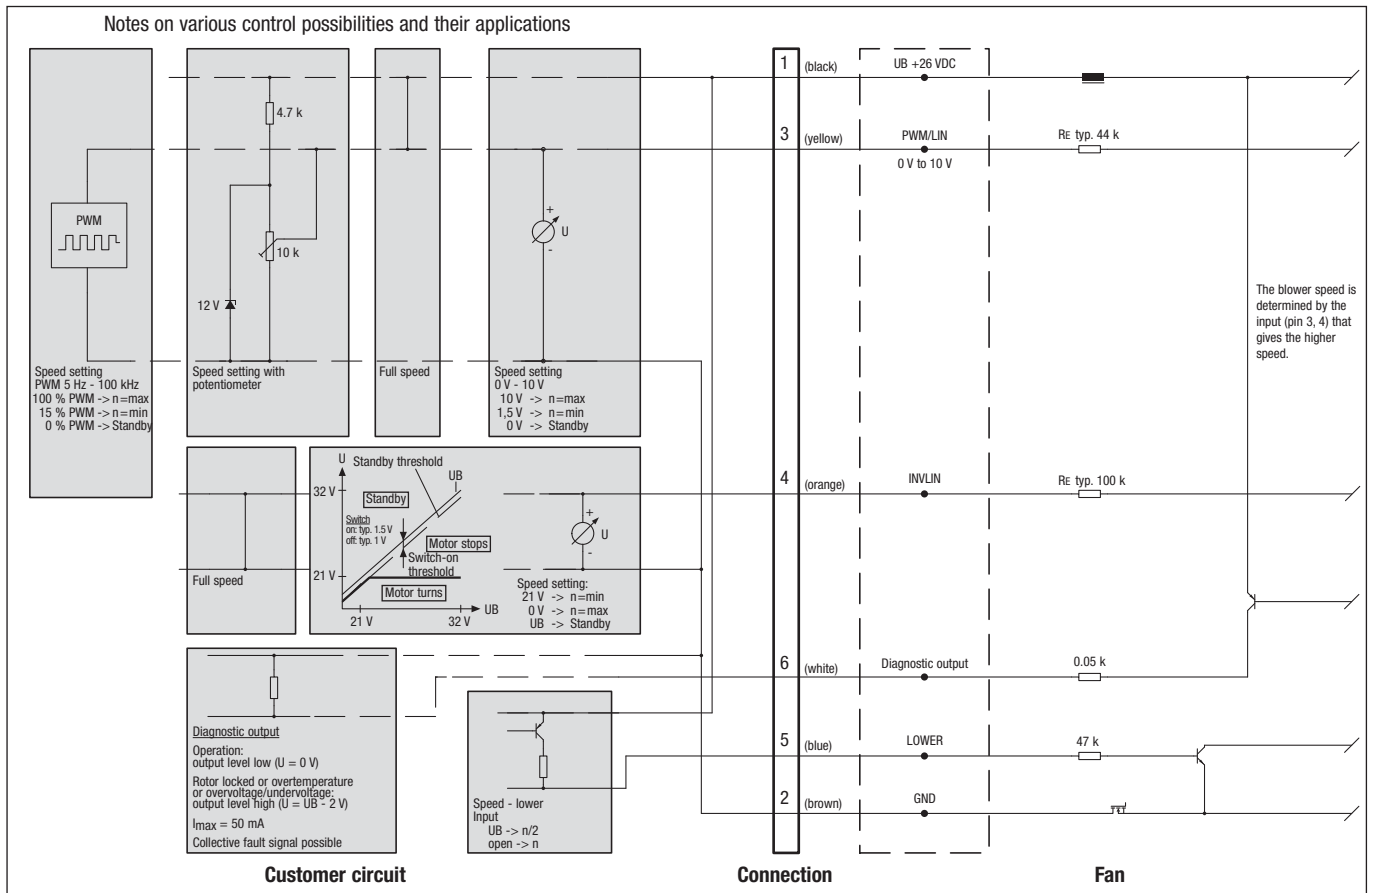 Notes on various control possibilities and their applications
PWM
Speed setting
PWM 5 Hz - 100 kHz
100 % PWM -> n=max
15 % PWM -> n=min
0 % PWM -> Standby
4.7 k
10 k
12 V
Speed setting with
potentiometer
Full speed
+
U
-
Speed setting
0 V - 10 V
10 V -> n=max
1,5 V -> n=min
0 V -> Standby
Full speed
U
Standby threshold
UB
32 V
Standby
Switch
on: typ. 1.5 V
off: typ. 1 V
Motor stops
Switch-on
threshold
21 V
Motor turns
UB
21 V
32 V
+
U
-
Speed setting:
21 V -> n=min
0 V -> n=max
UB -> Standby
Diagnostic output
Operation:
output level low (U = 0 V)
Rotor locked or overtemperature
or overvoltage/undervoltage:
output level high (U = UB - 2 V)
Imax = 50 mA
Collective fault signal possible
Speed - lower
Input
UB -> n/2
open -> n
1 (black)
UB +26 VDC
3 (yellow)
PWM/LIN
0 V to 10 V
RE typ. 44 k
The blower speed is
determined by the
input (pin 3, 4) that
gives the higher
speed.
4 (orange)
INVLIN
RE typ. 100 k
6 (white)
Diagnostic output
0.05 k
5 (blue)
LOWER
47 k
2 (brown)
GND
Customer circuit
Connection
Fan